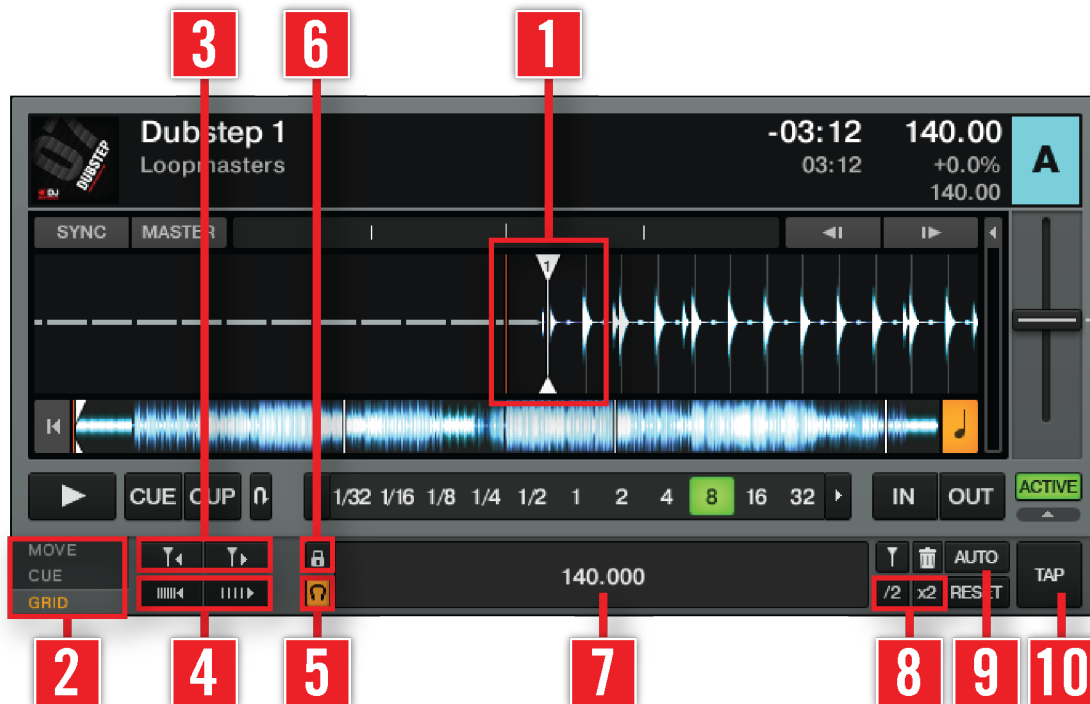 3 6 1
Dubstep 1 -03:12 140.00 A
Loopmasters 03:12 +0.0%
140.00
DUBSTEP
DJ
SYNC MASTER
1
CUE CUP 1/32 1/16 1/8 1/4 1/2 1 2 4 8 16 32 IN OUT ACTIVE
MOVE
CUE
GRID
140.000
AUTO
/2 x2 RESET
TAP
2 4 5 7 8 9 10